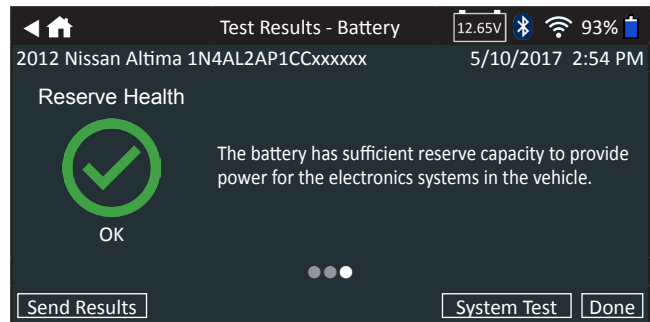 Test Results - Battery 12.65V 93%
2012 Nissan Altima 1N4AL2AP1CCxxxxxx 5/10/2017 2:54 PM
Reserve Health
The battery has sufficient reserve capacity to provide
power for the electronics systems in the vehicle.
OK
Send Results System Test Done